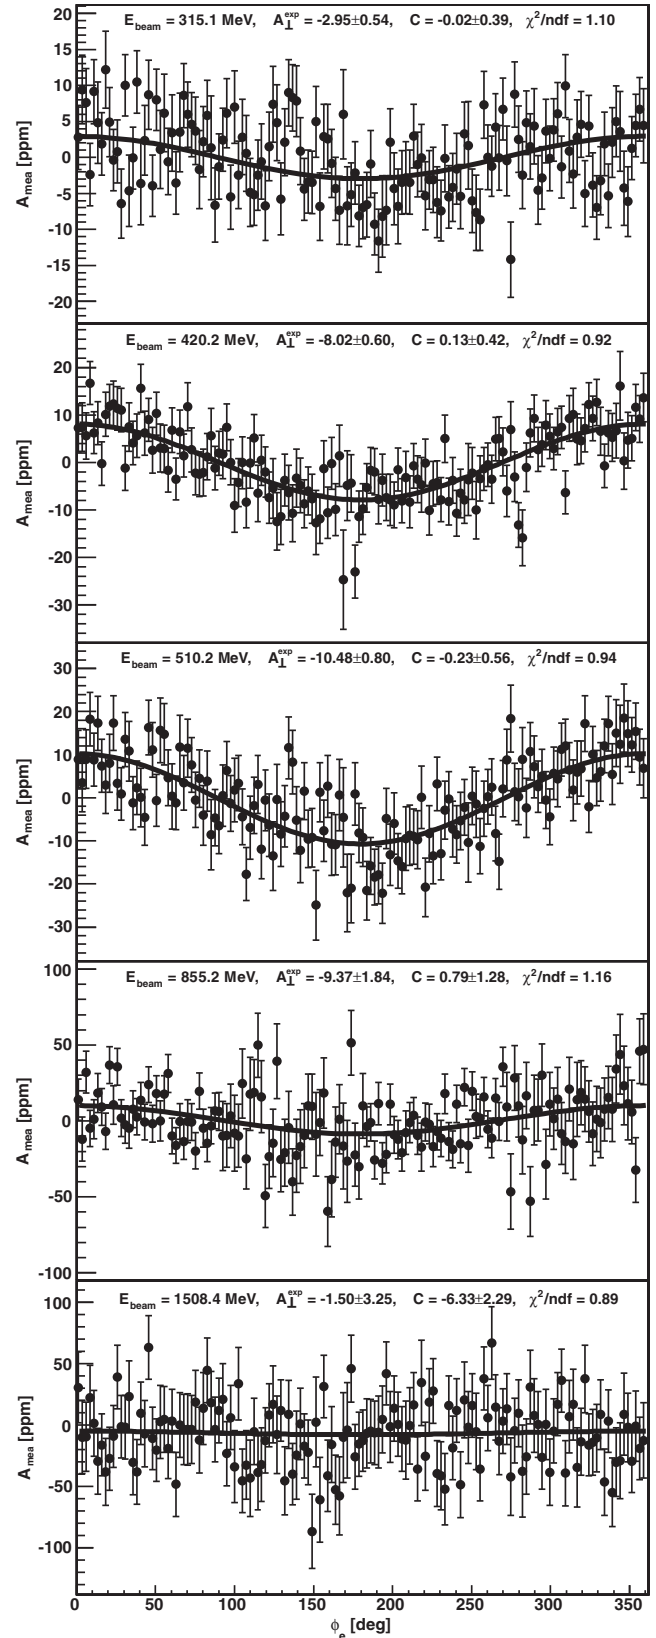 E_beam = 315.1 MeV, A_⊥^exp = -2.95±0.54, C = -0.02±0.39, χ²/ndf = 1.10
20
15
10
5
0
-5
-10
-15
-20
A_mea [ppm]
E_beam = 420.2 MeV, A_⊥^exp = -8.02±0.60, C = 0.13±0.42, χ²/ndf = 0.92
20
10
0
-10
-20
-30
A_mea [ppm]
E_beam = 510.2 MeV, A_⊥^exp = -10.48±0.80, C = -0.23±0.56, χ²/ndf = 0.94
30
20
10
0
-10
-20
-30
A_mea [ppm]
E_beam = 855.2 MeV, A_⊥^exp = -9.37±1.84, C = 0.79±1.28, χ²/ndf = 1.16
100
50
0
-50
-100
A_mea [ppm]
E_beam = 1508.4 MeV, A_⊥^exp = -1.50±3.25, C = -6.33±2.29, χ²/ndf = 0.89
100
50
0
-50
-100
A_mea [ppm]
0 50 100 150 200 250 300 350
ϕ_e [deg]